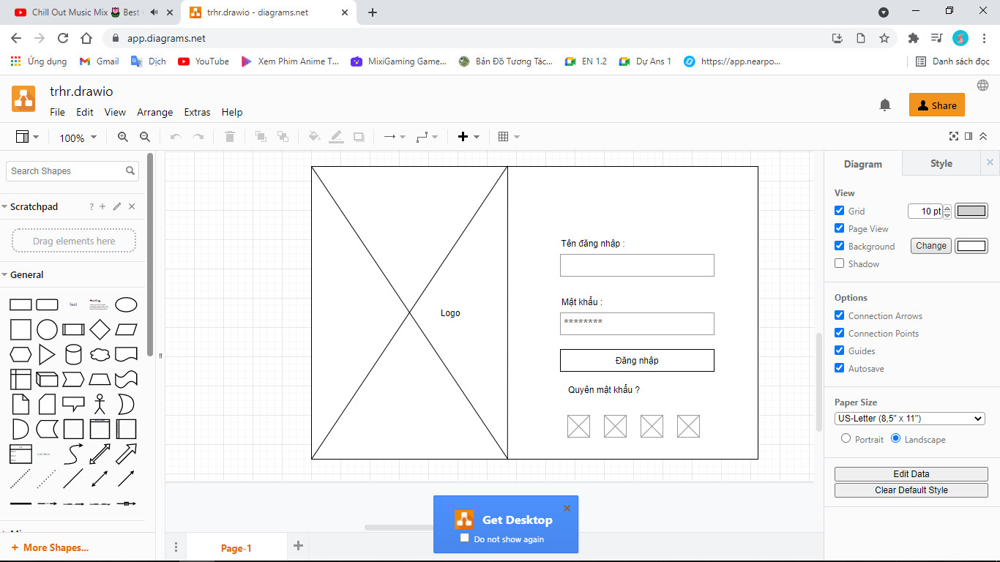 Chill Out Music Mix 🌷 Best
trhr.drawio - diagrams.net
app.diagrams.net
Ứng dụng
Gmail
Dịch
YouTube
Xem Phim Anime T...
MixiGaming Game...
Bản Đồ Tương Tác...
EN 1.2
Dự Ans 1
https://app.nearpo...
Danh sách đọc
trhr.drawio
File Edit View Arrange Extras Help
Share
100%
Search Shapes
Scratchpad
?
Drag elements here
General
Text
Heading
More Shapes...
Logo
Tên đăng nhập :
Mật khẩu :
********
Đăng nhập
Quyên mật khẩu ?
Get Desktop
Do not show again
Page-1
Diagram
Style
View
Grid
10 pt
Page View
Background
Change
Shadow
Options
Connection Arrows
Connection Points
Guides
Autosave
Paper Size
US-Letter (8,5" x 11")
Portrait
Landscape
Edit Data
Clear Default Style